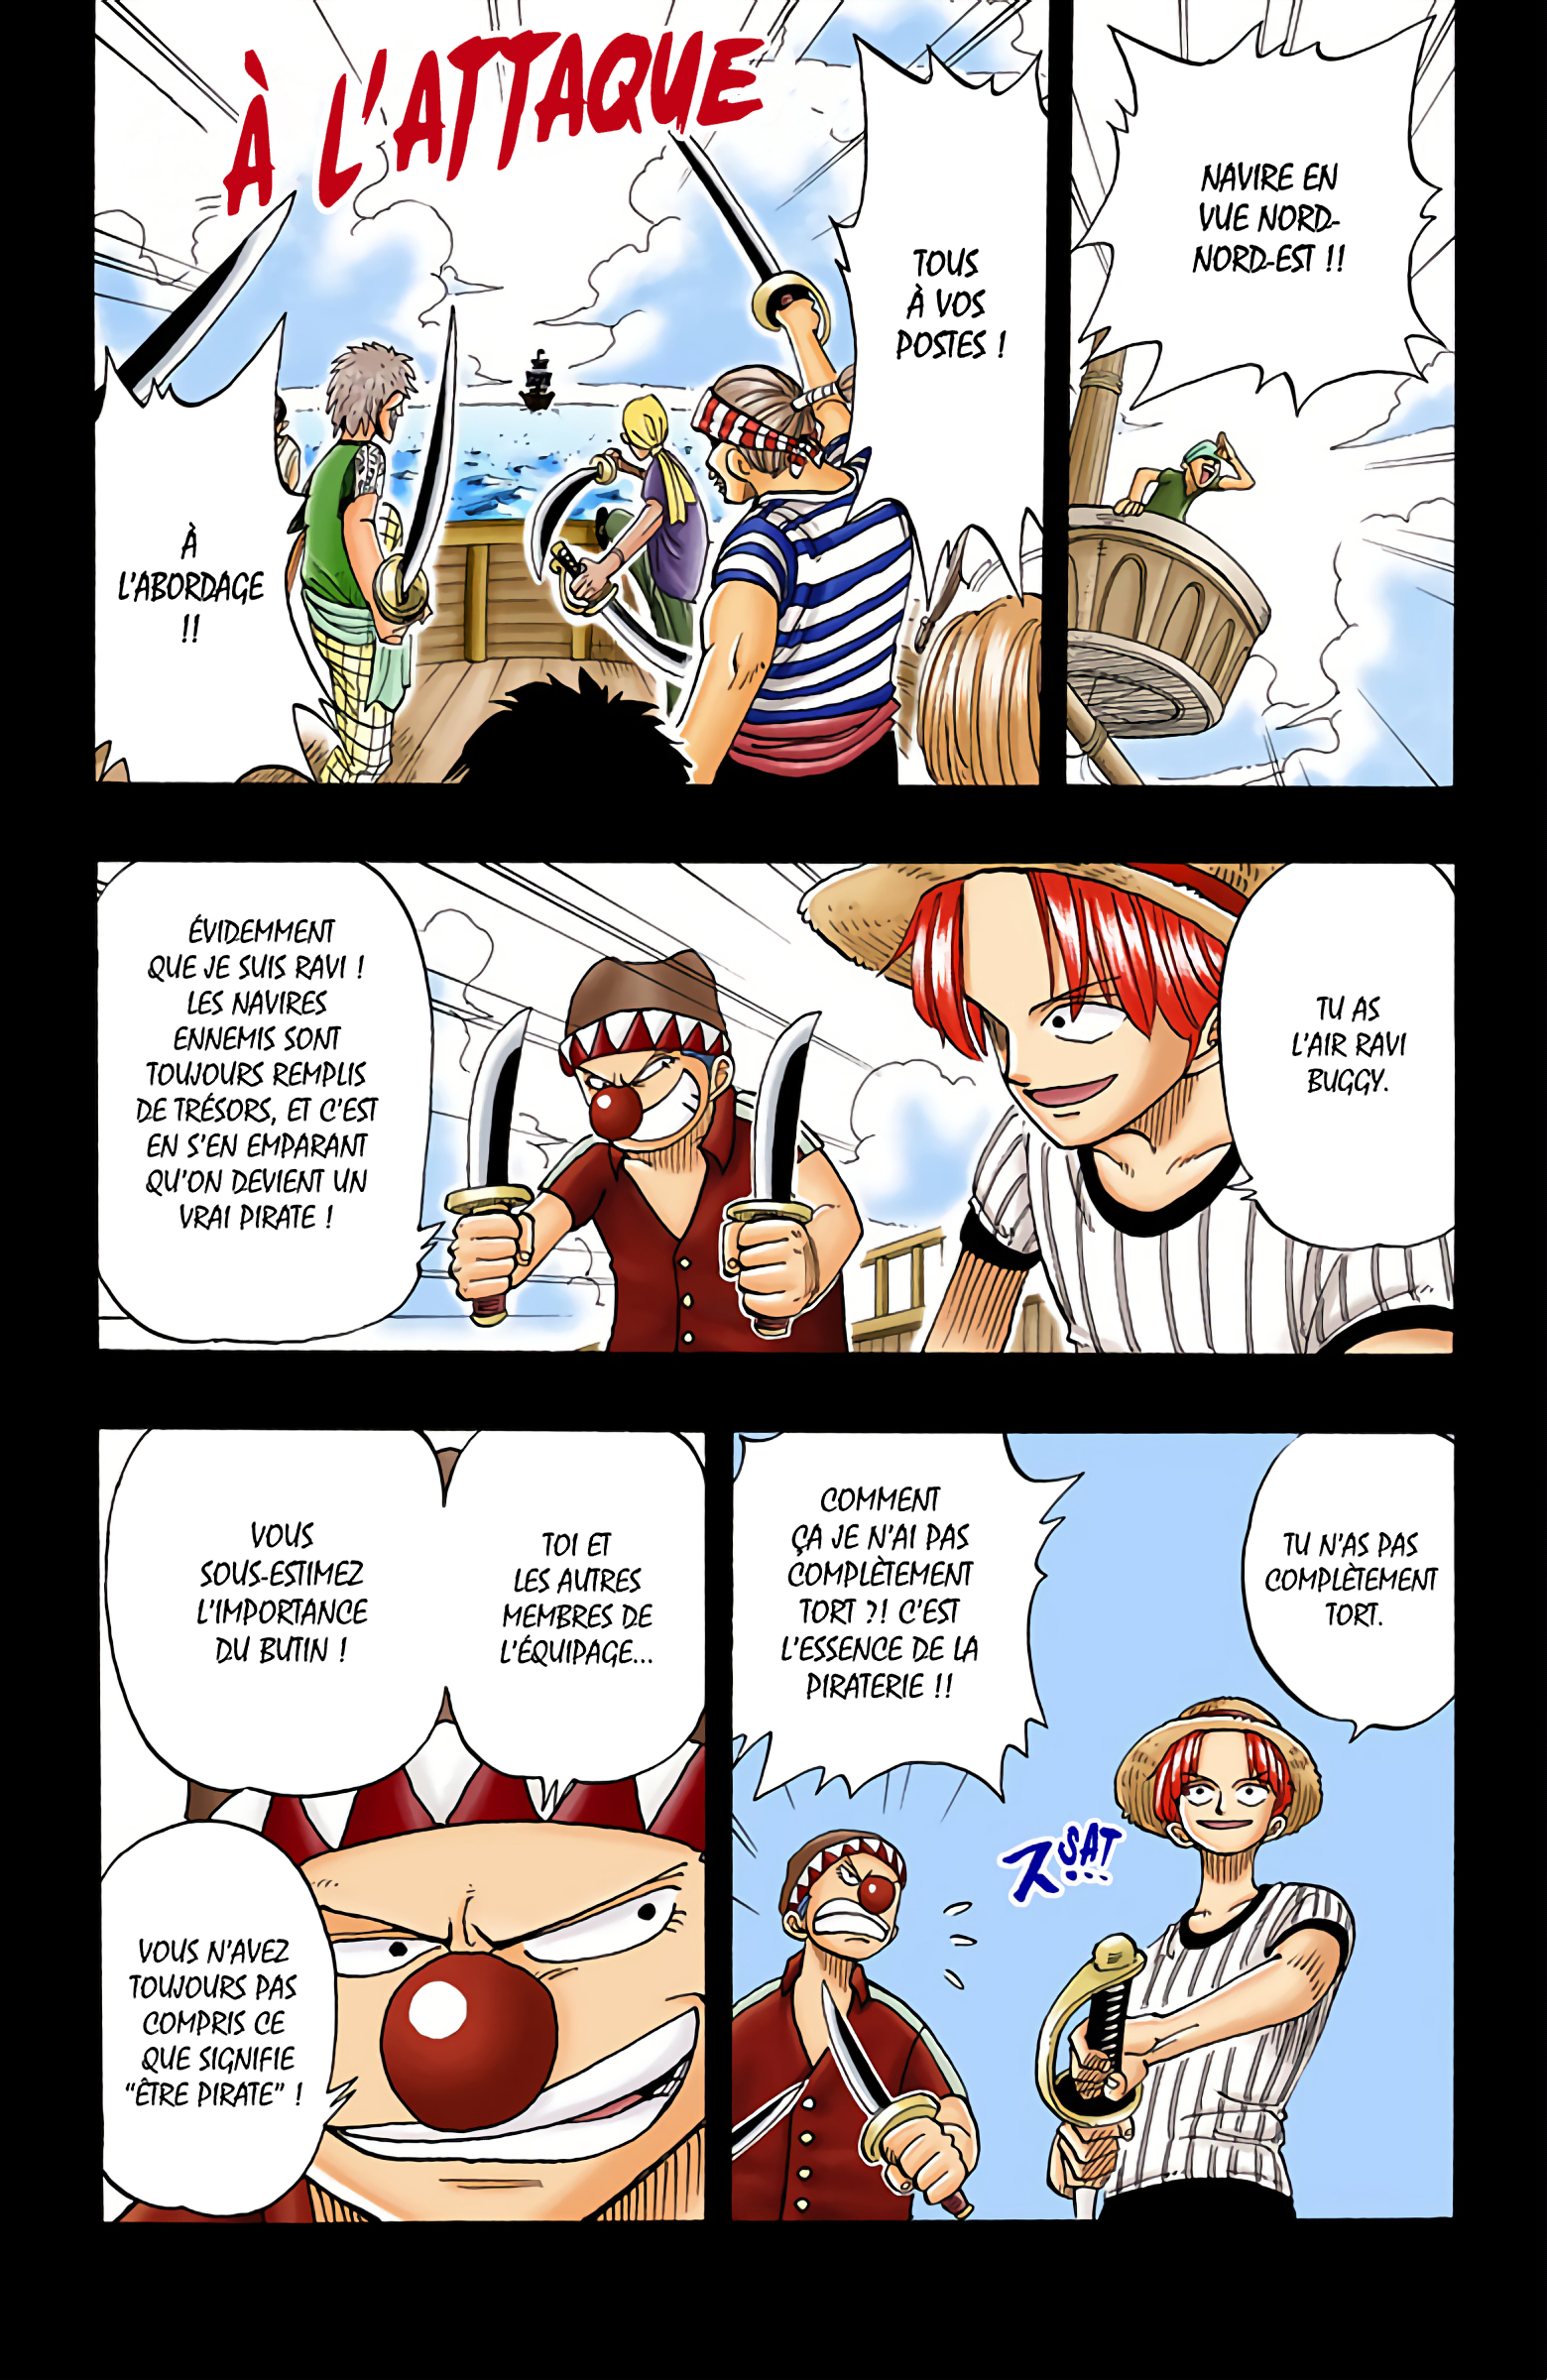 NAVIRE EN
VUE NORD-
NORD-EST !!
TOUS
À VOS
POSTES !
À L'ATTAQUE
À
L'ABORDAGE
!!
TU AS
L'AIR RAVI
BUGGY.
ÉVIDEMMENT
QUE JE SUIS RAVI !
LES NAVIRES
ENNEMIS SONT
TOUJOURS REMPLIS
DE TRÉSORS, ET C'EST
EN S'EN EMPARANT
QU'ON DEVIENT UN
VRAI PIRATE !
TU N'AS PAS
COMPLÈTEMENT
TORT.
COMMENT
ÇA JE N'AI PAS
COMPLÈTEMENT
TORT ?! C'EST
L'ESSENCE DE LA
PIRATERIE !!
ス SAT...
TOI ET
LES AUTRES
MEMBRES DE
L'ÉQUIPAGE...
VOUS
SOUS-ESTIMEZ
L'IMPORTANCE
DU BUTIN !
VOUS N'AVEZ
TOUJOURS PAS
COMPRIS CE
QUE SIGNIFIE
“ÊTRE PIRATE” !